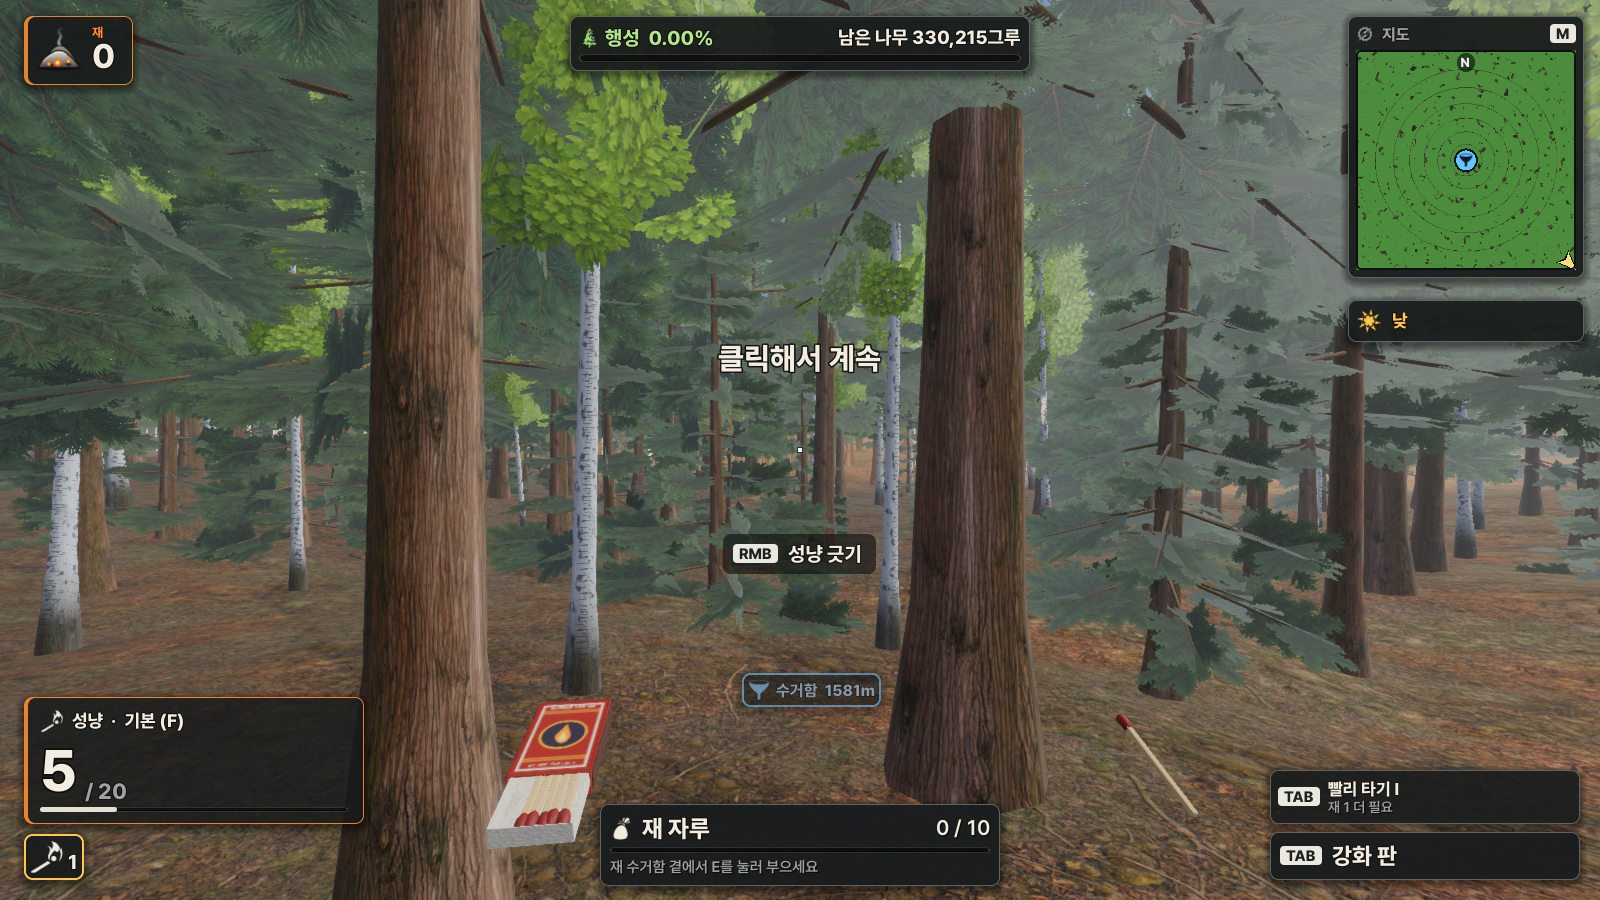 재
0
행성 0.00%
남은 나무 330,215그루
지도
M
N
낮
클릭해서 계속
RMB 성냥 긋기
수거함 1581m
성냥 · 기본 (F)
5 / 20
1
재 자루
0 / 10
재 수거함 곁에서 E를 눌러 부으세요
TAB 빨리 타기 I
재 1 더 필요
TAB 강화 판